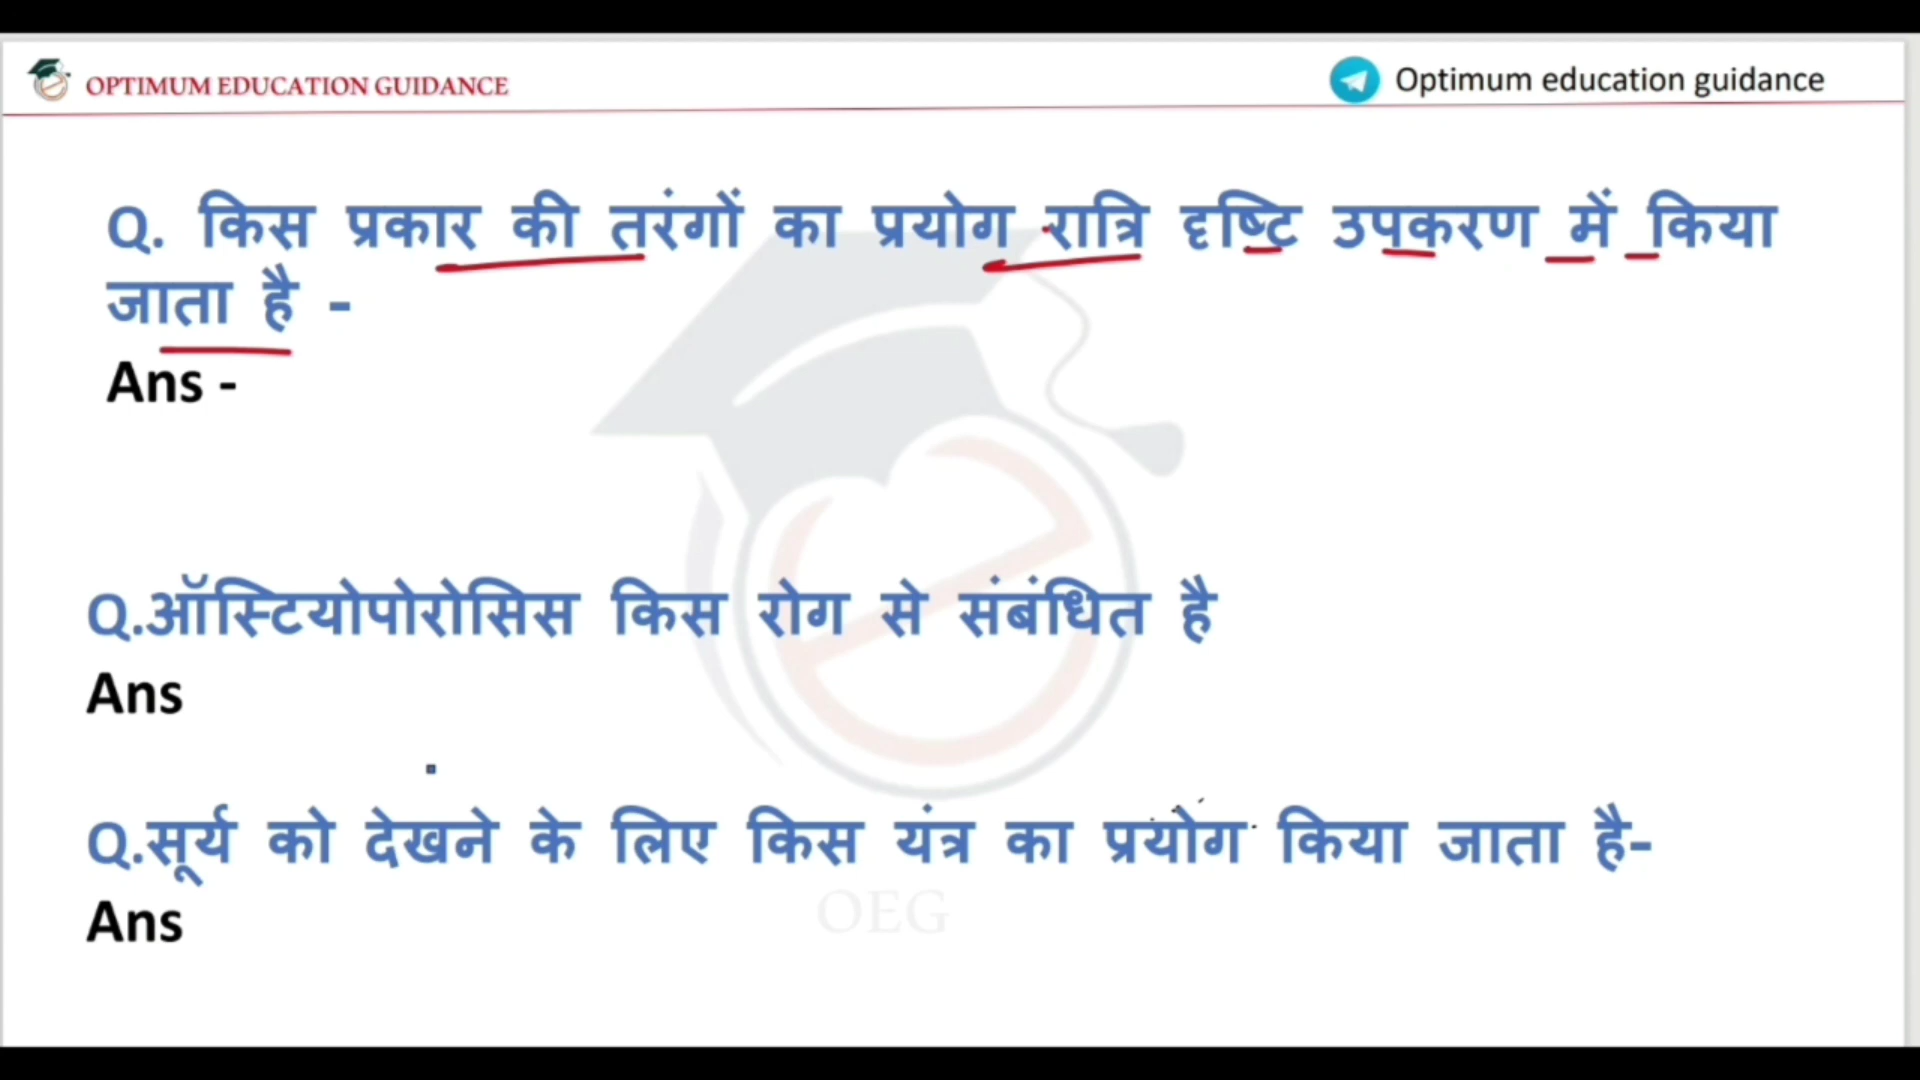 OPTIMUM EDUCATION GUIDANCE
Optimum education guidance
Q. किस प्रकार की तरंगों का प्रयोग रात्रि दृष्टि उपकरण में किया
जाता है -
Ans -
Q.ऑस्टियोपोरोसिस किस रोग से संबंधित है
Ans
Q.सूर्य को देखने के लिए किस यंत्र का प्रयोग किया जाता है-
Ans
OEG